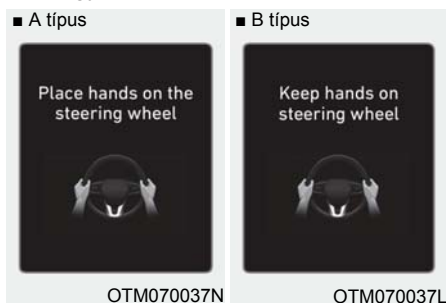 ■ A típus
Place hands on the
steering wheel
OTM070037N
■ B típus
Keep hands on
steering wheel
OTM070037L